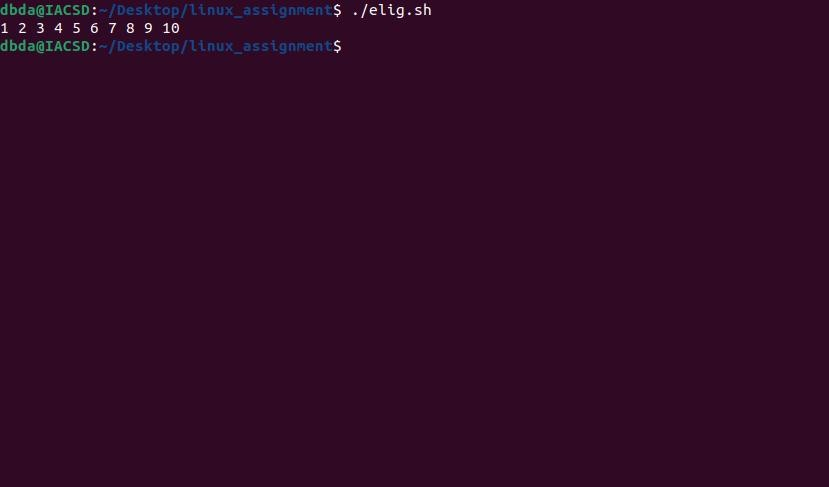 dbda@IACSD:~/Desktop/linux_assignment$ ./elig.sh
1 2 3 4 5 6 7 8 9 10
dbda@IACSD:~/Desktop/linux_assignment$